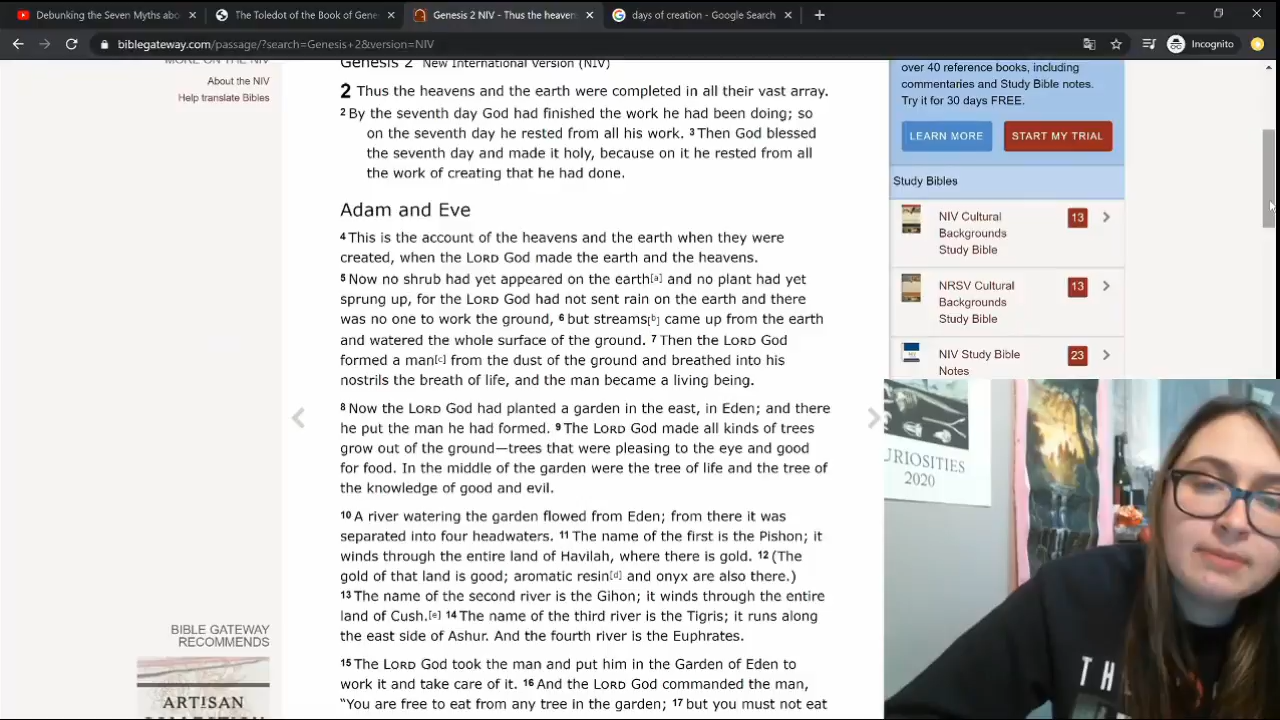 Debunking the Seven Myths abo
The Toledot of the Book of Gene
Genesis 2 NIV - Thus the heavens
days of creation - Google Search
biblegateway.com/passage/?search=Genesis+2&version=NIV
Incognito
MORE ON THE NIV
About the NIV
Help translate Bibles
Genesis 2 New International Version (NIV)
2 Thus the heavens and the earth were completed in all their vast array.
2 By the seventh day God had finished the work he had been doing; so
on the seventh day he rested from all his work. 3 Then God blessed
the seventh day and made it holy, because on it he rested from all
the work of creating that he had done.
Adam and Eve
4 This is the account of the heavens and the earth when they were
created, when the LORD God made the earth and the heavens.
5 Now no shrub had yet appeared on the earth[a] and no plant had yet
sprung up, for the LORD God had not sent rain on the earth and there
was no one to work the ground, 6 but streams[b] came up from the earth
and watered the whole surface of the ground. 7 Then the LORD God
formed a man[c] from the dust of the ground and breathed into his
nostrils the breath of life, and the man became a living being.
8 Now the LORD God had planted a garden in the east, in Eden; and there
he put the man he had formed. 9 The LORD God made all kinds of trees
grow out of the ground—trees that were pleasing to the eye and good
for food. In the middle of the garden were the tree of life and the tree of
the knowledge of good and evil.
10 A river watering the garden flowed from Eden; from there it was
separated into four headwaters. 11 The name of the first is the Pishon; it
winds through the entire land of Havilah, where there is gold. 12 (The
gold of that land is good; aromatic resin[d] and onyx are also there.)
13 The name of the second river is the Gihon; it winds through the entire
land of Cush.[e] 14 The name of the third river is the Tigris; it runs along
the east side of Ashur. And the fourth river is the Euphrates.
15 The LORD God took the man and put him in the Garden of Eden to
work it and take care of it. 16 And the LORD God commanded the man,
“You are free to eat from any tree in the garden; 17 but you must not eat
BIBLE GATEWAY
RECOMMENDS
ARTISAN
over 40 reference books, including
commentaries and Study Bible notes.
Try it for 30 days FREE.
LEARN MORE
START MY TRIAL
Study Bibles
NIV Cultural
Backgrounds
Study Bible
13
NRSV Cultural
Backgrounds
Study Bible
13
NIV Study Bible
Notes
23
URIOSITIES
2020
TH